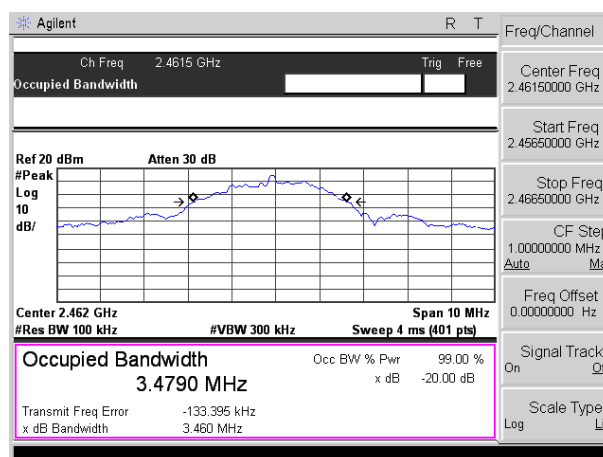 Agilent R T
Ch Freq 2.4615 GHz Trig Free
Occupied Bandwidth
Ref 20 dBm Atten 30 dB
#Peak
Log
10
dB/
Center 2.462 GHz Span 10 MHz
#Res BW 100 kHz #VBW 300 kHz Sweep 4 ms (401 pts)
Occupied Bandwidth Occ BW % Pwr 99.00 %
3.4790 MHz x dB -20.00 dB
Transmit Freq Error -133.395 kHz
x dB Bandwidth 3.460 MHz
Freq/Channel
Center Freq
2.46150000 GHz
Start Freq
2.45650000 GHz
Stop Freq
2.46650000 GHz
CF Step
1.00000000 MHz
Auto Ma
Freq Offset
0.00000000 Hz
Signal Track
On
Scale Type
Log